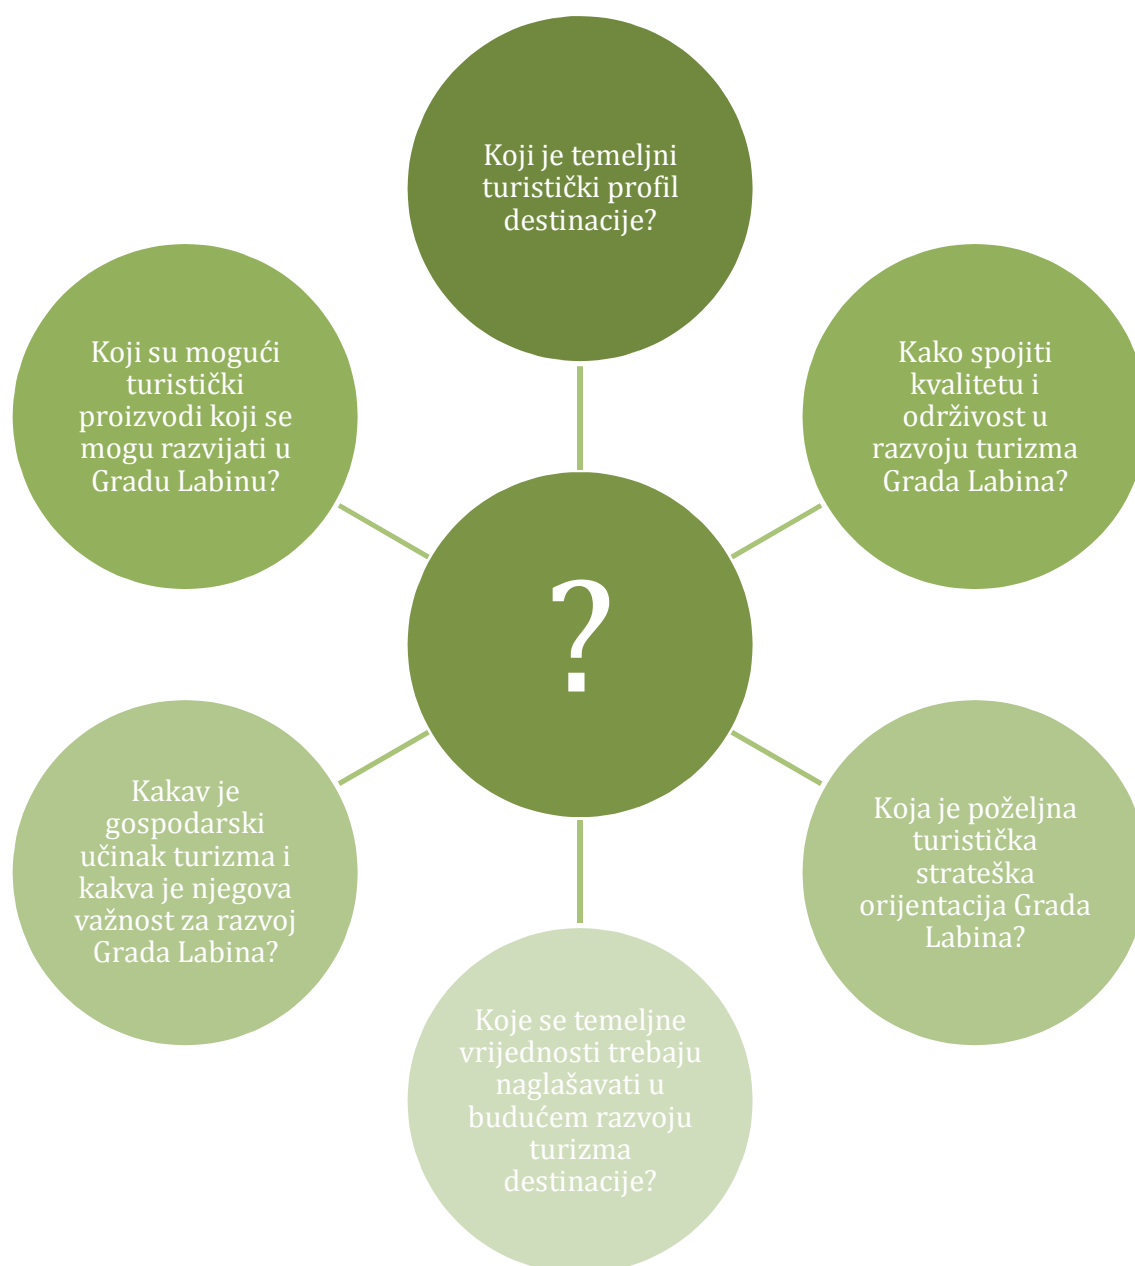 Koji je temeljni
turistički profil
destinacije?
Kako spojiti
kvalitetu i
održivost u
razvoju turizma
Grada Labina?
Koja je poželjna
turistička
strateška
orijentacija Grada
Labina?
Koje se temeljne
vrijednosti trebaju
naglašavati u
budućem razvoju
turizma
destinacije?
Kakav je
gospodarski
učinak turizma i
kakva je njegova
važnost za razvoj
Grada Labina?
Koji su mogući
turistički
proizvodi koji se
mogu razvijati u
Gradu Labinu?
?